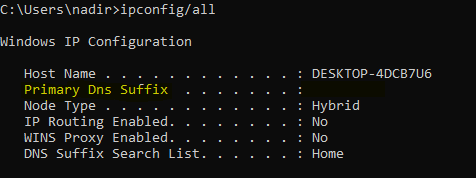 C:\Users\nadir>ipconfig/all
Windows IP Configuration
Host Name . . . . . . . . . . . . : DESKTOP-4DCB7U6
Primary Dns Suffix  . . . . . . . :
Node Type . . . . . . . . . . . . : Hybrid
IP Routing Enabled. . . . . . . . : No
WINS Proxy Enabled. . . . . . . . : No
DNS Suffix Search List. . . . . . : Home